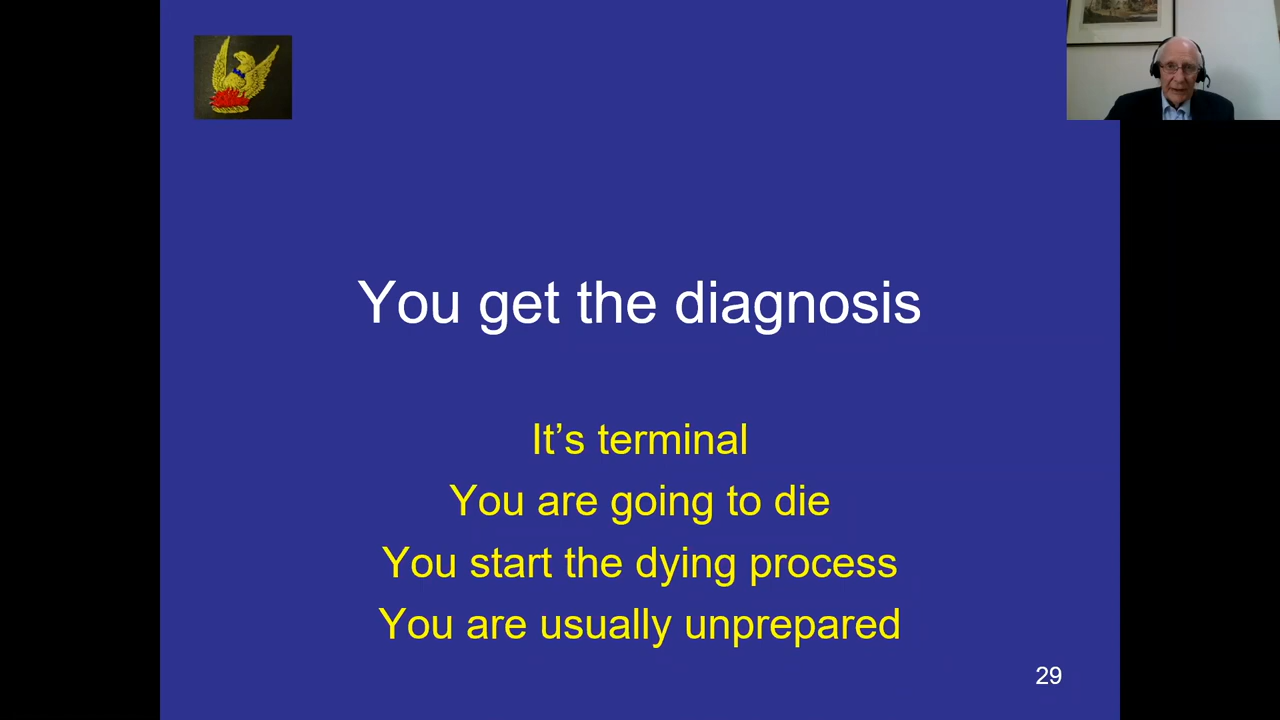 You get the diagnosis
It’s terminal
You are going to die
You start the dying process
You are usually unprepared
29